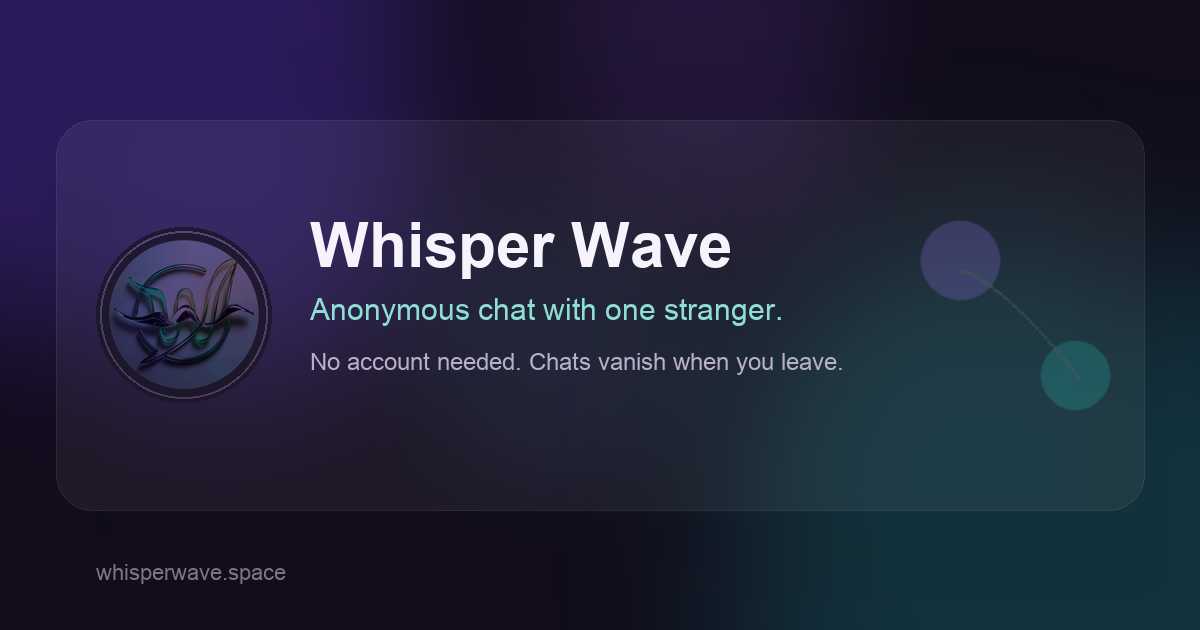 Whisper Wave
Anonymous chat with one stranger.
No account needed. Chats vanish when you leave.
whisperwave.space